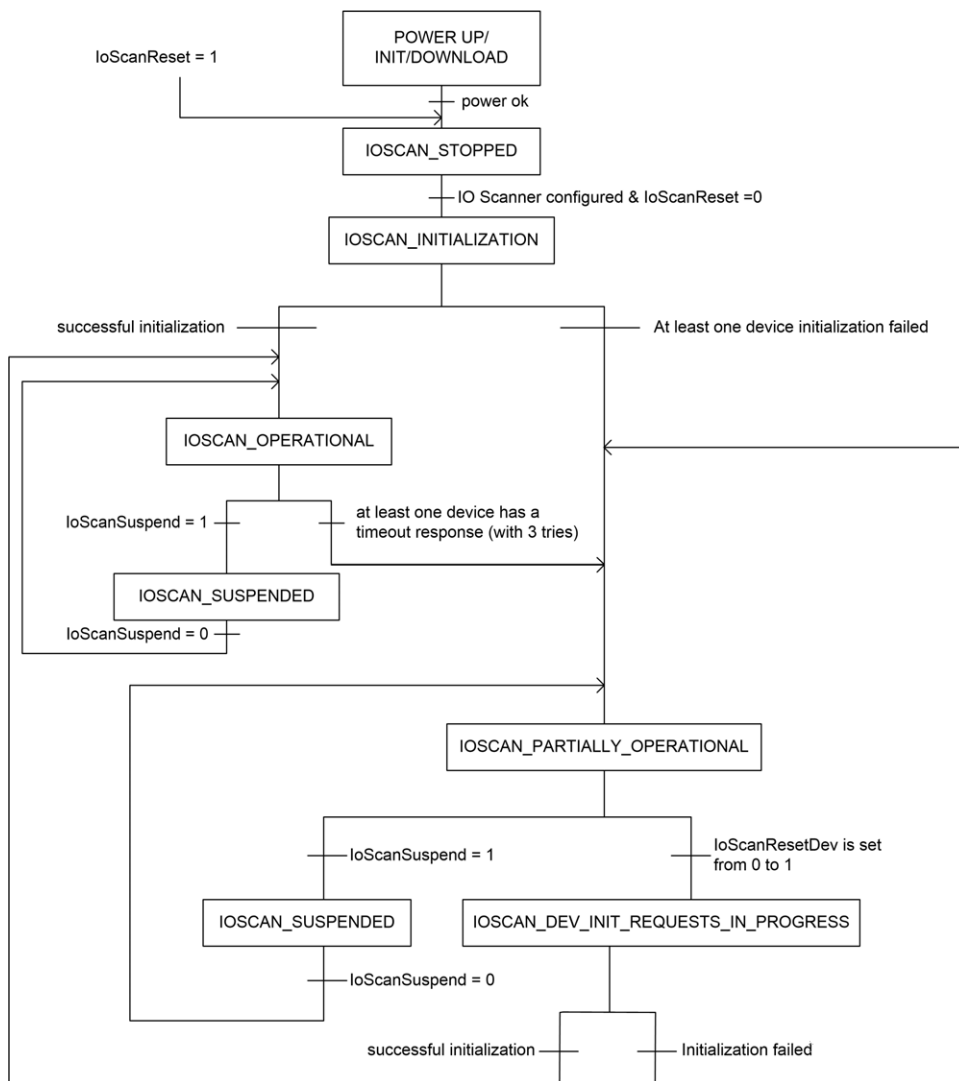 POWER UP/
INIT/DOWNLOAD
IoScanReset = 1
power ok
IOSCAN_STOPPED
IO Scanner configured & IoScanReset =0
IOSCAN_INITIALIZATION
successful initialization
At least one device initialization failed
IOSCAN_OPERATIONAL
IoScanSuspend = 1
at least one device has a
timeout response (with 3 tries)
IOSCAN_SUSPENDED
IoScanSuspend = 0
IOSCAN_PARTIALLY_OPERATIONAL
IoScanSuspend = 1
IoScanResetDev is set
from 0 to 1
IOSCAN_SUSPENDED
IOSCAN_DEV_INIT_REQUESTS_IN_PROGRESS
IoScanSuspend = 0
successful initialization
Initialization failed